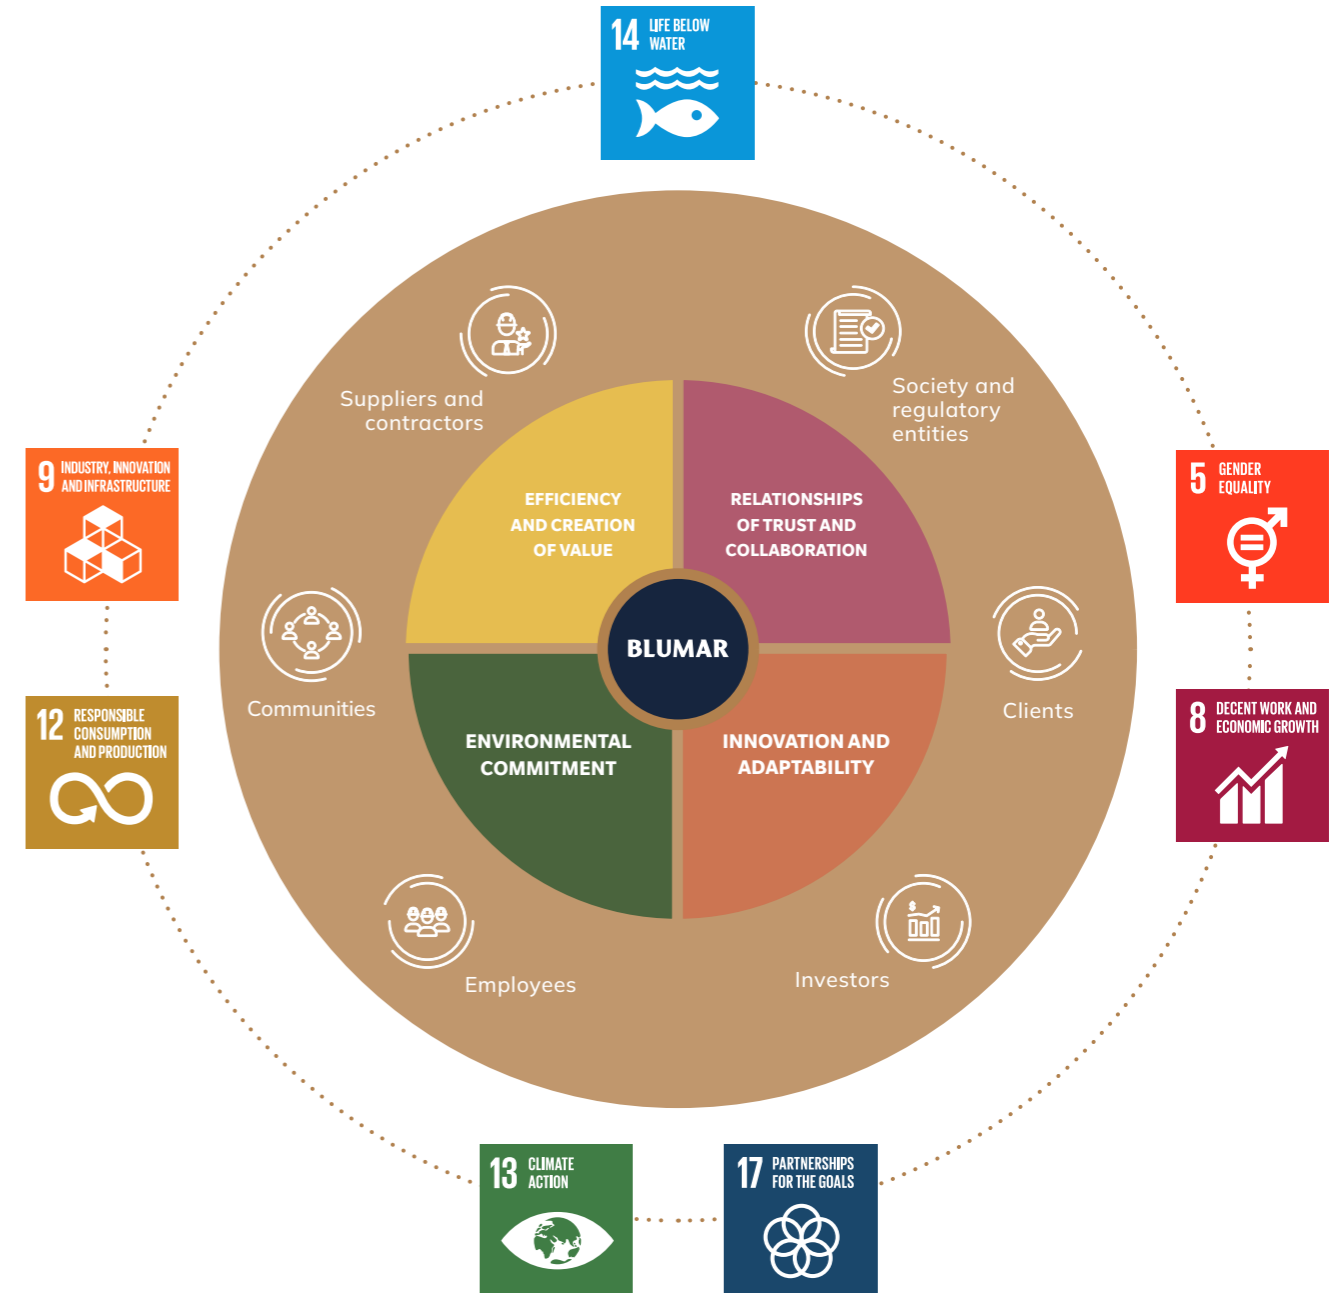 14 LIFE BELOW
WATER
Suppliers and
contractors
Society and
regulatory
entities
9 INDUSTRY, INNOVATION
AND INFRASTRUCTURE
5 GENDER
EQUALITY
EFFICIENCY
AND CREATION
OF VALUE
RELATIONSHIPS
OF TRUST AND
COLLABORATION
BLUMAR
Communities
Clients
12 RESPONSIBLE
CONSUMPTION
AND PRODUCTION
8 DECENT WORK AND
ECONOMIC GROWTH
ENVIRONMENTAL
COMMITMENT
INNOVATION AND
ADAPTABILITY
$
Employees
Investors
13 CLIMATE
ACTION
17 PARTNERSHIPS
FOR THE GOALS